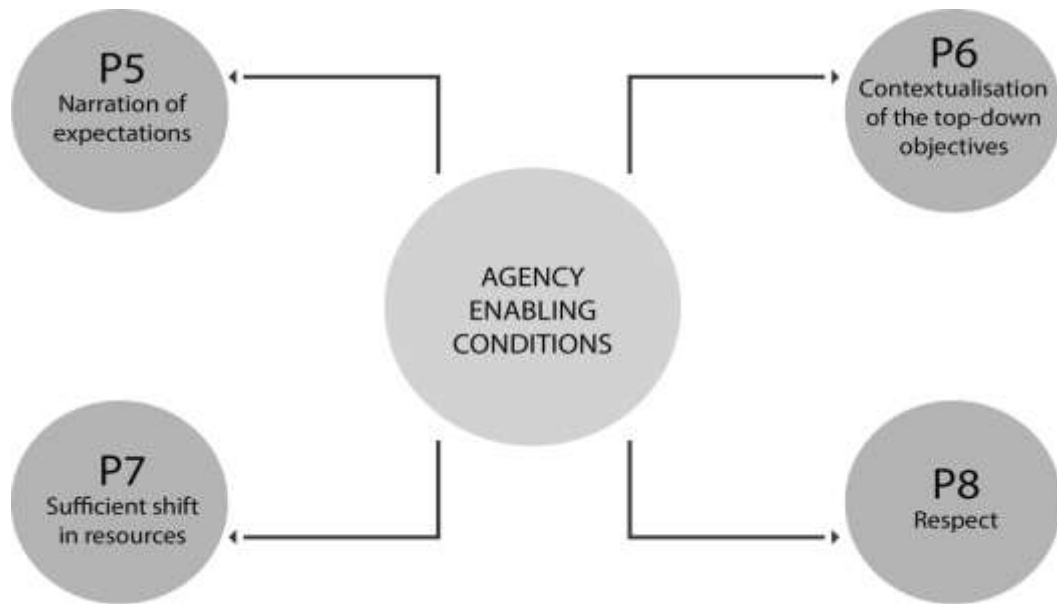 P5
Narration of
expectations
P6
Contextualisation
of the top-down
objectives
AGENCY
ENABLING
CONDITIONS
P7
Sufficient shift
in resources
P8
Respect